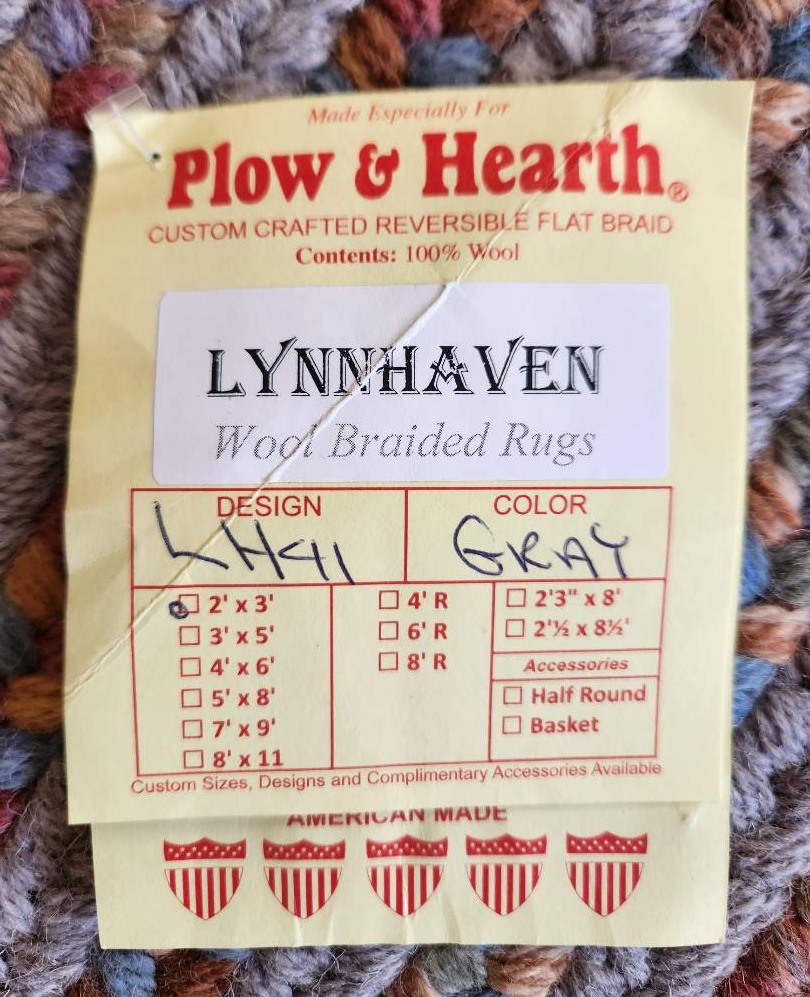 Made Especially For
Plow & Hearth®
CUSTOM CRAFTED REVERSIBLE FLAT BRAID
Contents: 100% Wool
LYNNHAVEN
Wool Braided Rugs
DESIGN
LH41
COLOR
GRAY
2' x 3'
3' x 5'
4' x 6'
5' x 8'
7' x 9'
8' x 11
4' R
6' R
8' R
2'3" x 8'
2'½ x 8½'
Accessories
Half Round
Basket
Custom Sizes, Designs and Complimentary Accessories Available
AMERICAN MADE